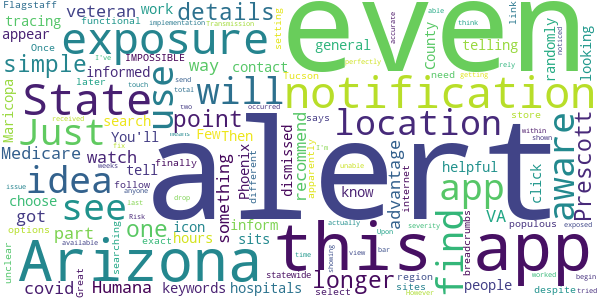 Flagstaff functional work details accurate implementation transmission think link even
tracing appear exposure setting able noticed perfectly getting rely
I've IMPOSSIBLE telling County
simple informed way contact general randomly looking
Once later need tucson
State use will notification
Maricopa touch send total two received occurred You'll search Few Then says store
Just point location aware
Medicare watch tell fix means weeks finally Phoenix something different apparently I'm unable dismissed recommend within shown
idea see alert know advantage internet helpful app click VA Prescott
veteran issue follow anyone last
choose got exact icon one inform find populous
unclear options Risk drop hours sits
Arizona part this app longer breadcrumbs despite
searching available Great statewide region people
covid Humana keywords hospitals time actually Upon However showing view bar worked severity select sites exposed tried begin